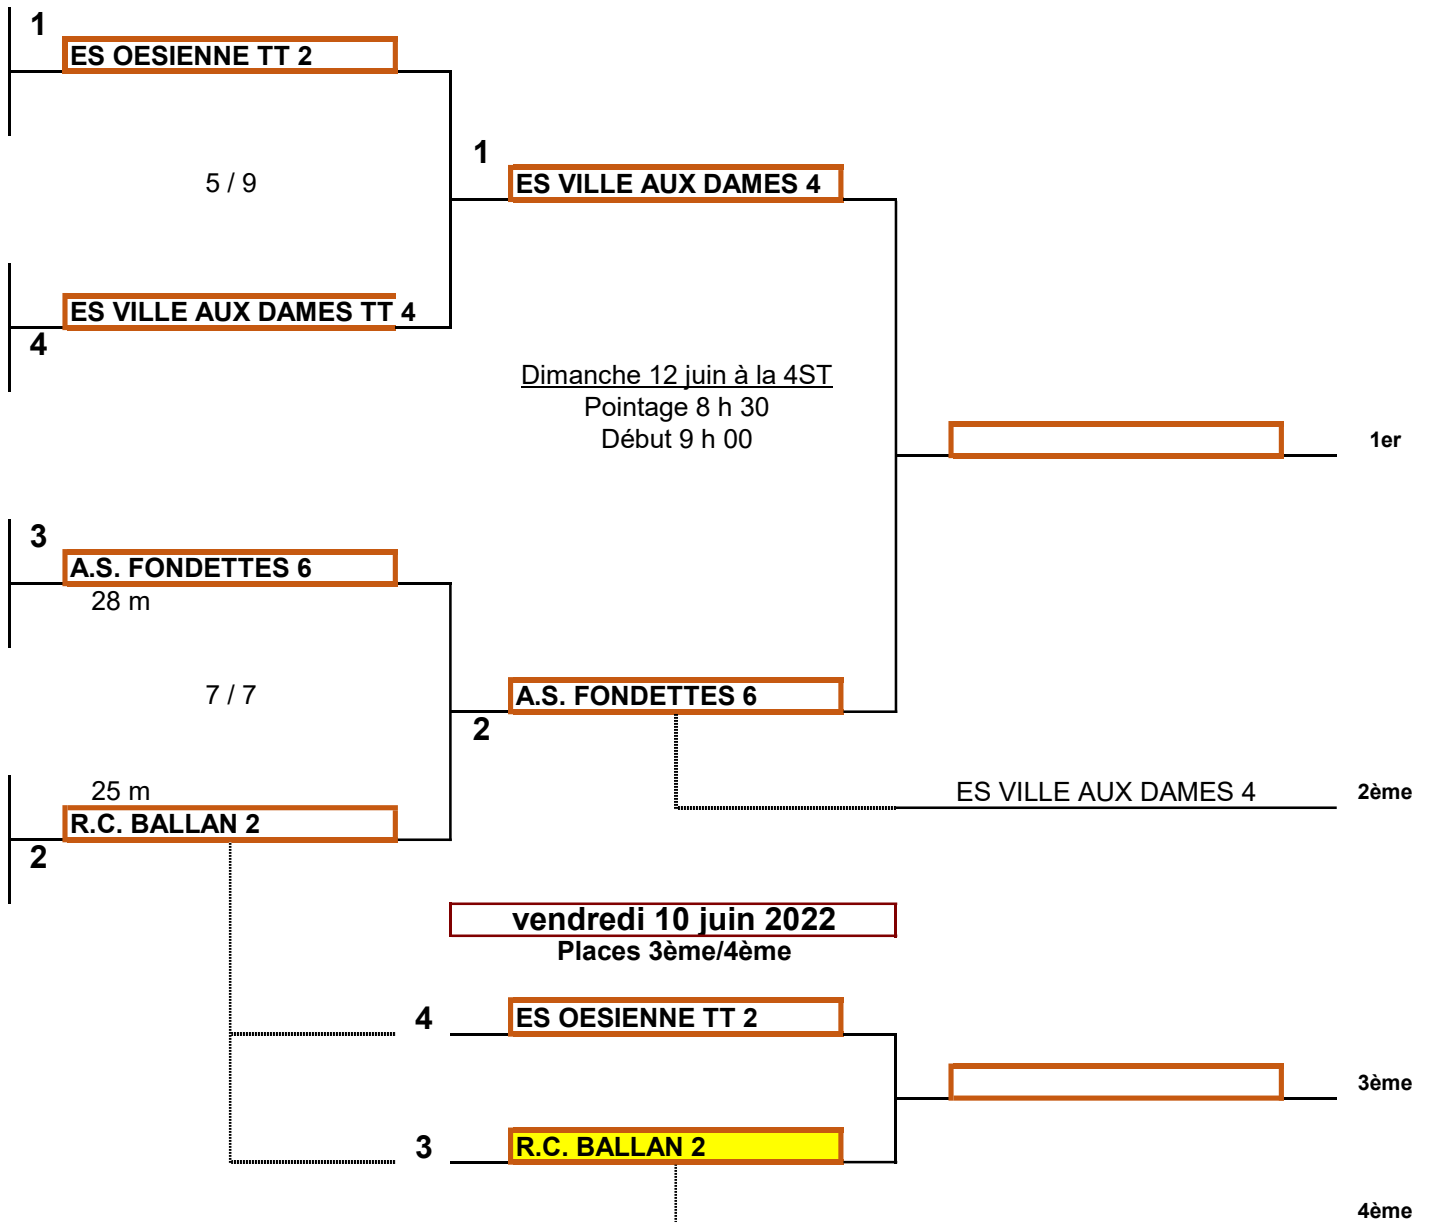 1
ES OESIENNE TT 2
5 / 9
1
ES VILLE AUX DAMES 4
ES VILLE AUX DAMES TT 4
4
Dimanche 12 juin à la 4ST
Pointage 8 h 30
Début 9 h 00
1er
3
A.S. FONDETTES 6
28 m
7 / 7
A.S. FONDETTES 6
2
25 m
ES VILLE AUX DAMES 4
2ème
R.C. BALLAN 2
2
vendredi 10 juin 2022
Places 3ème/4ème
4
ES OESIENNE TT 2
3ème
3
R.C. BALLAN 2
4ème